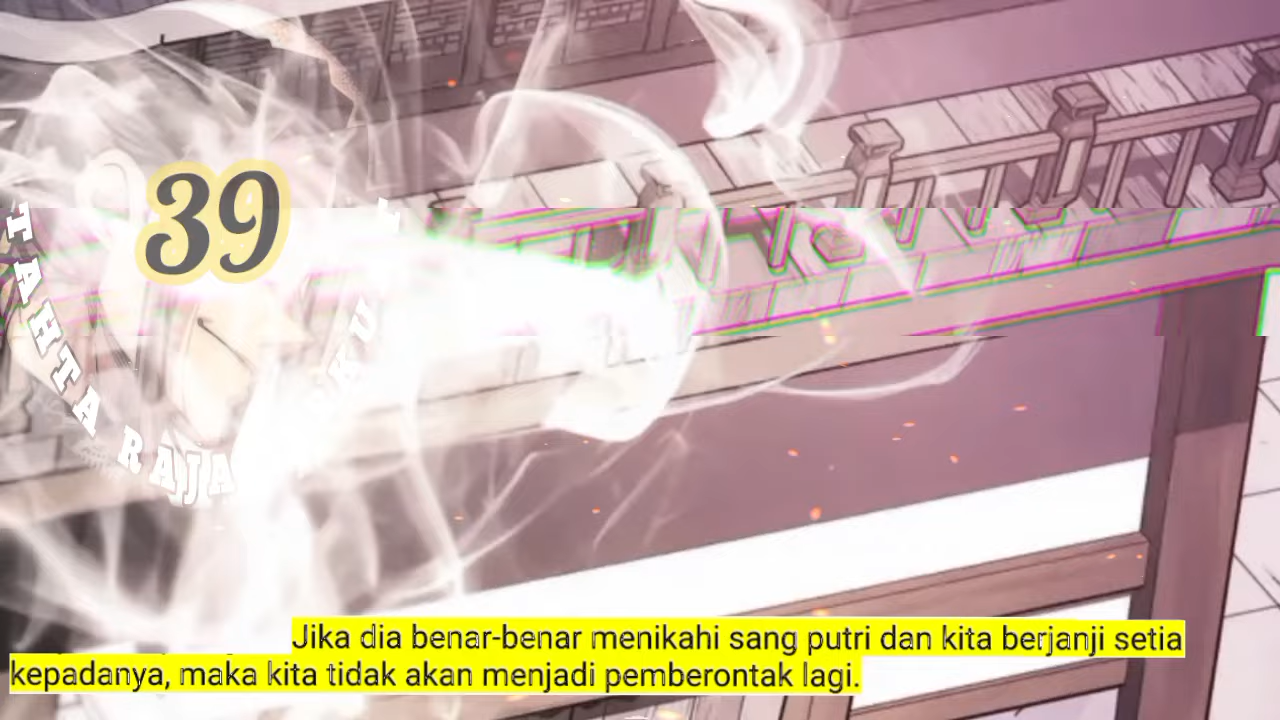 39
TAHTA RAJA
Jika dia benar-benar menikahi sang putri dan kita berjanji setia
kepadanya, maka kita tidak akan menjadi pemberontak lagi.